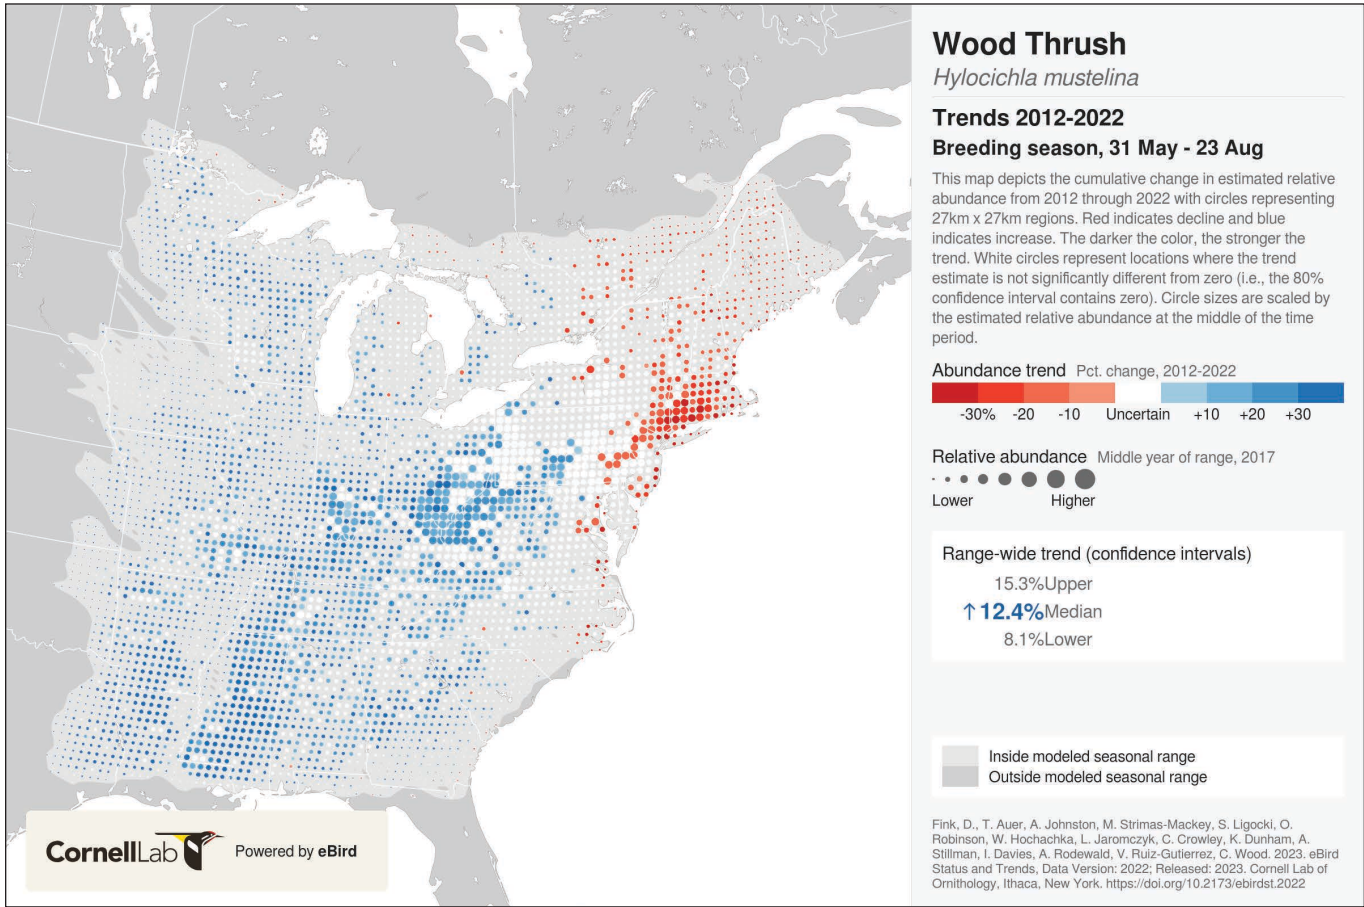 Wood Thrush
Hylocichla mustelina
Trends 2012-2022
Breeding season, 31 May - 23 Aug
This map depicts the cumulative change in estimated relative
abundance from 2012 through 2022 with circles representing
27km x 27km regions. Red indicates decline and blue
indicates increase. The darker the color, the stronger the
trend. White circles represent locations where the trend
estimate is not significantly different from zero (i.e., the 80%
confidence interval contains zero). Circle sizes are scaled by
the estimated relative abundance at the middle of the time
period.
Abundance trend Pct. change, 2012-2022
-30% -20 -10 Uncertain +10 +20 +30
Relative abundance Middle year of range, 2017
Lower Higher
Range-wide trend (confidence intervals)
15.3%Upper
↑12.4%Median
8.1%Lower
Inside modeled seasonal range
Outside modeled seasonal range
Fink, D., T. Auer, A. Johnston, M. Strimas-Mackey, S. Ligocki, O.
Robinson, W. Hochachka, L. Jaromczyk, C. Crowley, K. Dunham, A.
Stillman, I. Davies, A. Rodewald, V. Ruiz-Gutierrez, C. Wood. 2023. eBird
Status and Trends, Data Version: 2022; Released: 2023. Cornell Lab of
Ornithology, Ithaca, New York. https://doi.org/10.2173/ebirdst.2022
CornellLab Powered by eBird